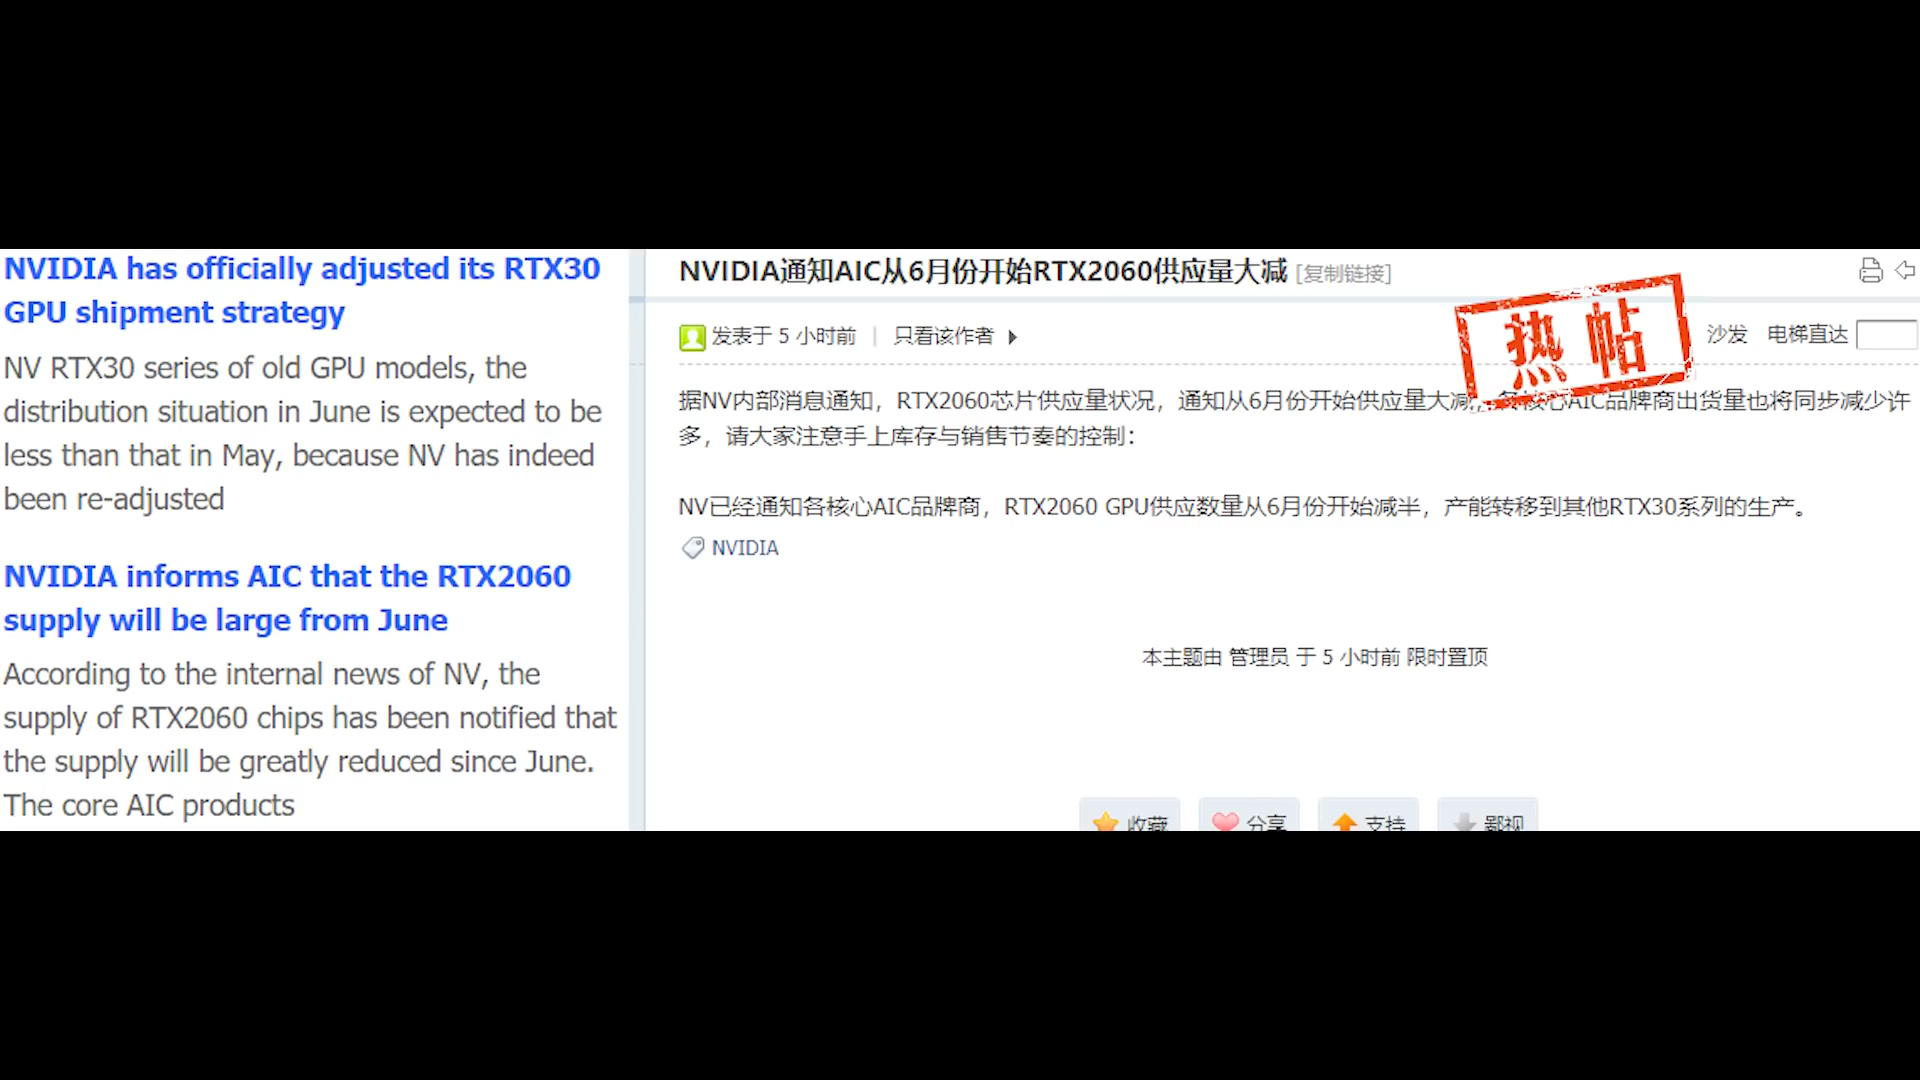 NVIDIA has officially adjusted its RTX30
GPU shipment strategy
NV RTX30 series of old GPU models, the
distribution situation in June is expected to be
less than that in May, because NV has indeed
been re-adjusted
NVIDIA informs AIC that the RTX2060
supply will be large from June
According to the internal news of NV, the
supply of RTX2060 chips has been notified that
the supply will be greatly reduced since June.
The core AIC products
NVIDIA通知AIC从6月份开始RTX2060供应量大减 [复制链接]
热帖
发表于 5 小时前 | 只看该作者
沙发 电梯直达
据NV内部消息通知，RTX2060芯片供应量状况，通知从6月份开始供应量大减，各核心AIC品牌商出货量也将同步减少许
多，请大家注意手上库存与销售节奏的控制：
NV已经通知各核心AIC品牌商，RTX2060 GPU供应数量从6月份开始减半，产能转移到其他RTX30系列的生产。
NVIDIA
本主题由 管理员 于 5 小时前 限时置顶
收藏 分享 支持 鄙视